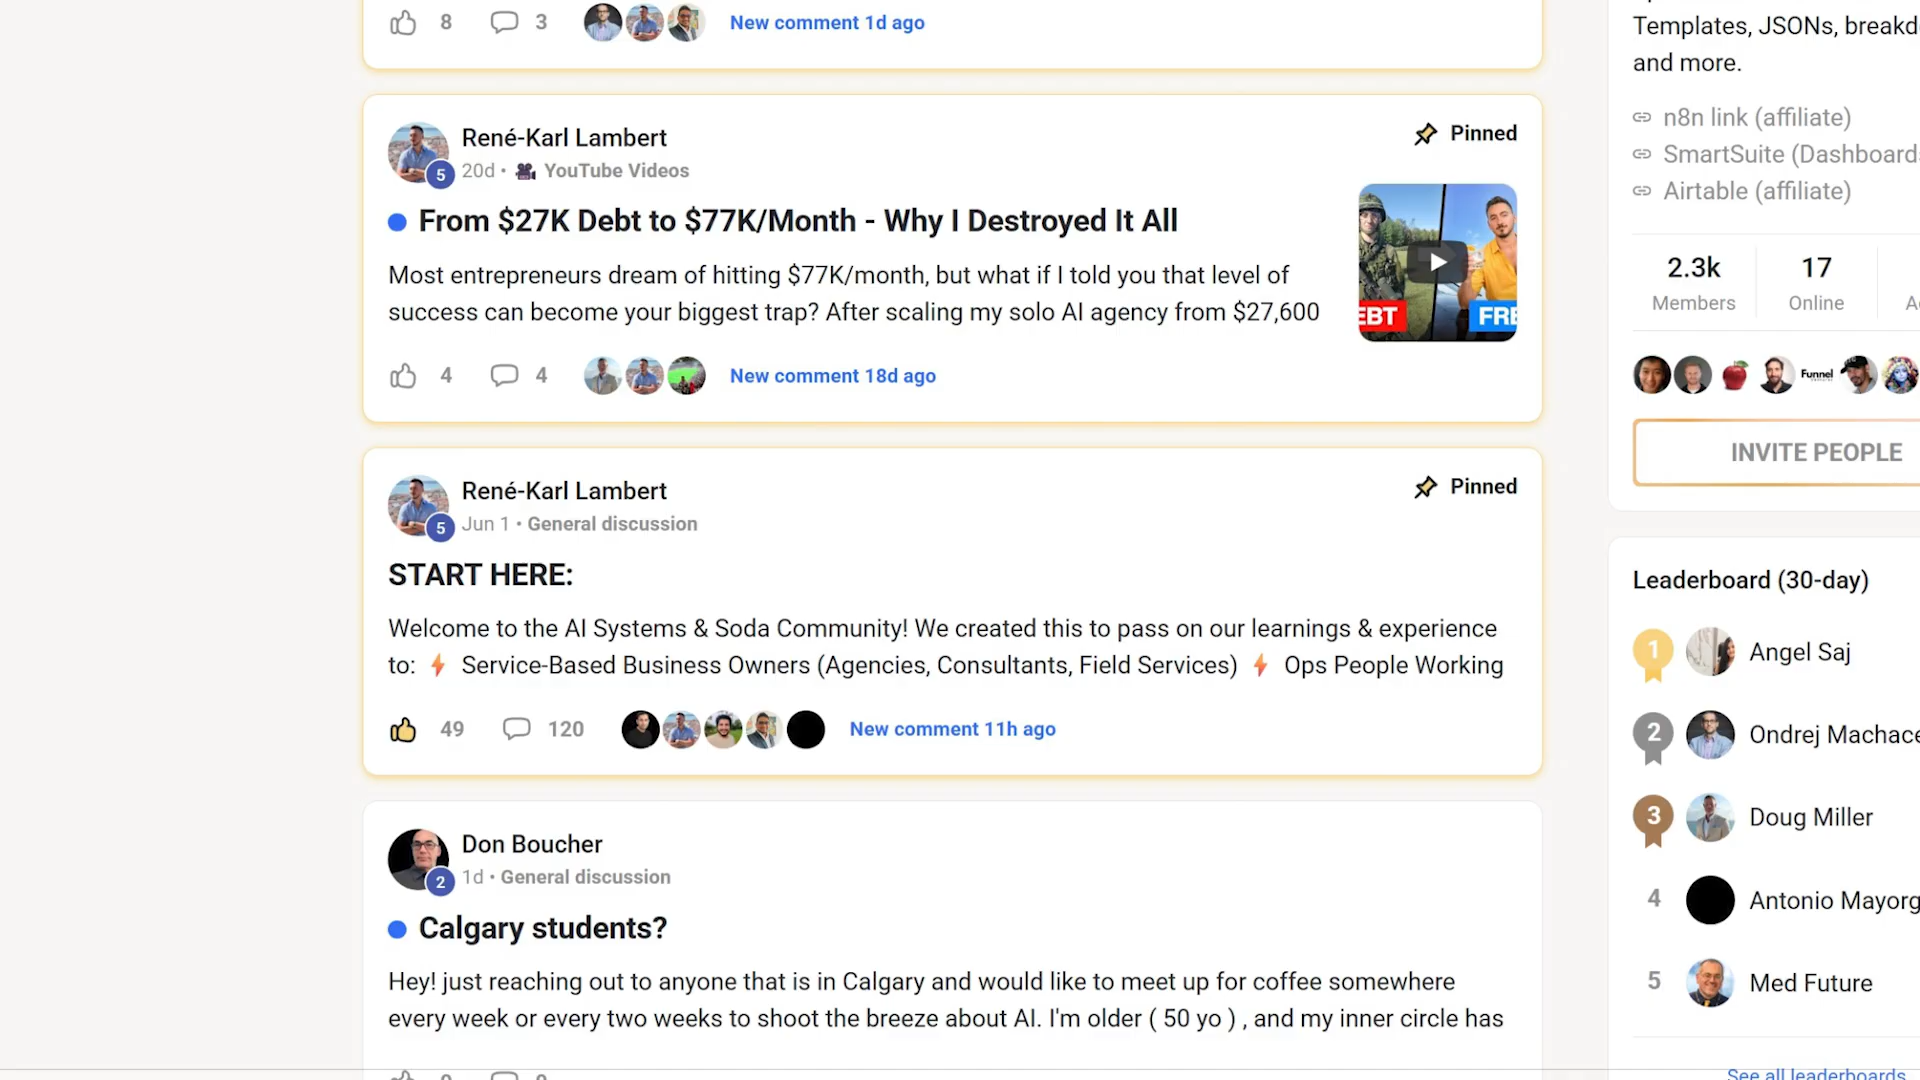 8
3
New comment 1d ago
René-Karl Lambert
Pinned
5
20d • YouTube Videos
From $27K Debt to $77K/Month - Why I Destroyed It All
Most entrepreneurs dream of hitting $77K/month, but what if I told you that level of
success can become your biggest trap? After scaling my solo AI agency from $27,600
EBT
FRE
4
4
New comment 18d ago
René-Karl Lambert
Pinned
5
Jun 1 • General discussion
START HERE:
Welcome to the AI Systems & Soda Community! We created this to pass on our learnings & experience
to: ⚡ Service-Based Business Owners (Agencies, Consultants, Field Services) ⚡ Ops People Working
49
120
New comment 11h ago
Don Boucher
2
1d • General discussion
Calgary students?
Hey! just reaching out to anyone that is in Calgary and would like to meet up for coffee somewhere
every week or every two weeks to shoot the breeze about AI. I'm older ( 50 yo ) , and my inner circle has
Templates, JSONs, breakd
and more.
n8n link (affiliate)
SmartSuite (Dashboard
Airtable (affiliate)
2.3k
Members
17
Online
A
Funnel
INVITE PEOPLE
Leaderboard (30-day)
1 Angel Saj
2 Ondrej Machace
3 Doug Miller
4 Antonio Mayorg
5 Med Future
See all leaderboards